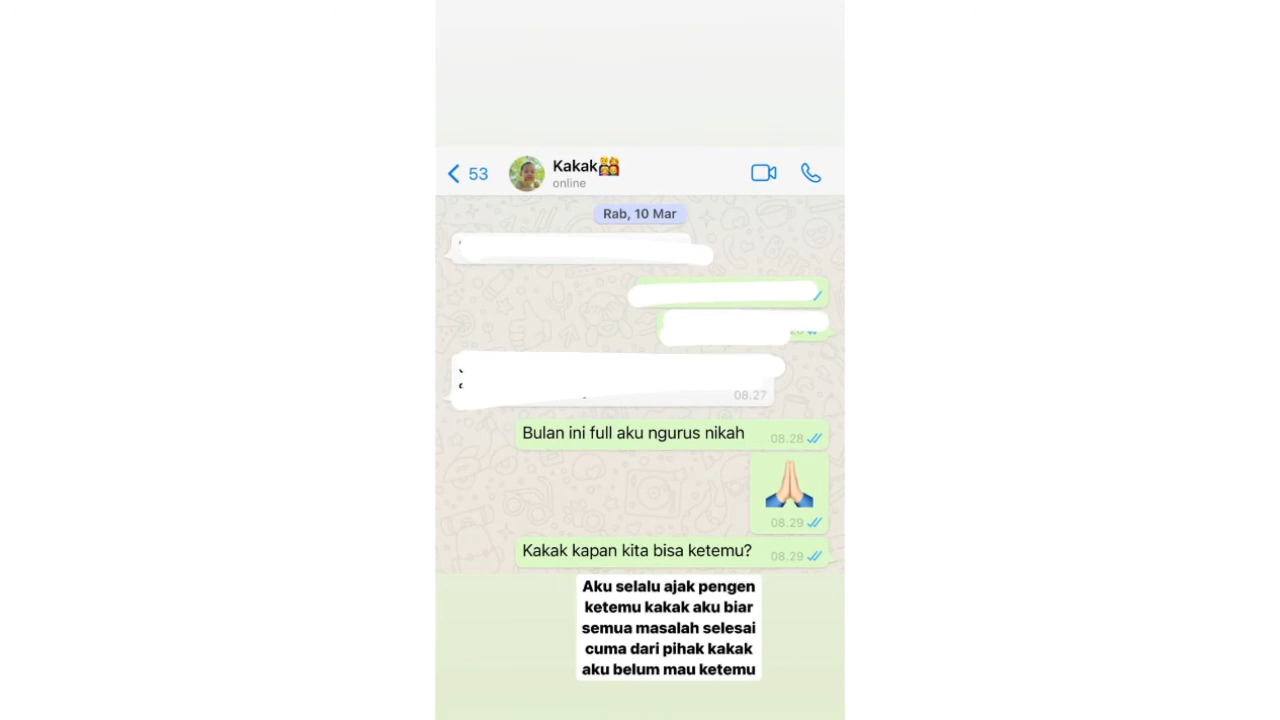 53
Kakak
online
Rab, 10 Mar
08.27
Bulan ini full aku ngurus nikah
08.28
08.29
Kakak kapan kita bisa ketemu?
08.29
Aku selalu ajak pengen
ketemu kakak aku biar
semua masalah selesai
cuma dari pihak kakak
aku belum mau ketemu